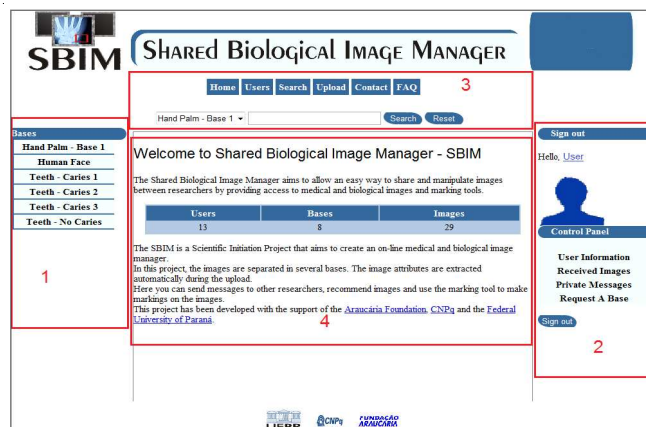 SBIM
Shared Biological Image Manager
Home Users Search Upload Contact FAQ
3
Hand Palm - Base 1 Search Reset
Bases
Hand Palm - Base 1
Human Face
Teeth - Caries 1
Teeth - Caries 2
Teeth - Caries 3
Teeth - No Caries
1
Welcome to Shared Biological Image Manager - SBIM
The Shared Biological Image Manager aims to allow an easy way to share and manipulate images
between researchers by providing access to medical and biological images and marking tools.
Users Bases Images
13 8 29
The SBIM is a Scientific Initiation Project that aims to create an on-line medical and biological image
manager.
In this project, the images are separated in several bases. The image attributes are extracted
automatically during the upload.
Here you can send messages to other researchers, recommend images and use the marking tool to make
markings on the images.
This project has been developed with the support of the Araucária Foundation, CNPq and the Federal
University of Paraná.
4
Sign out
Hello, User
Control Panel
User Information
Received Images
Private Messages
Request A Base
Sign out
2
CNPq
FUNDAÇÃO
ARAUCÁRIA